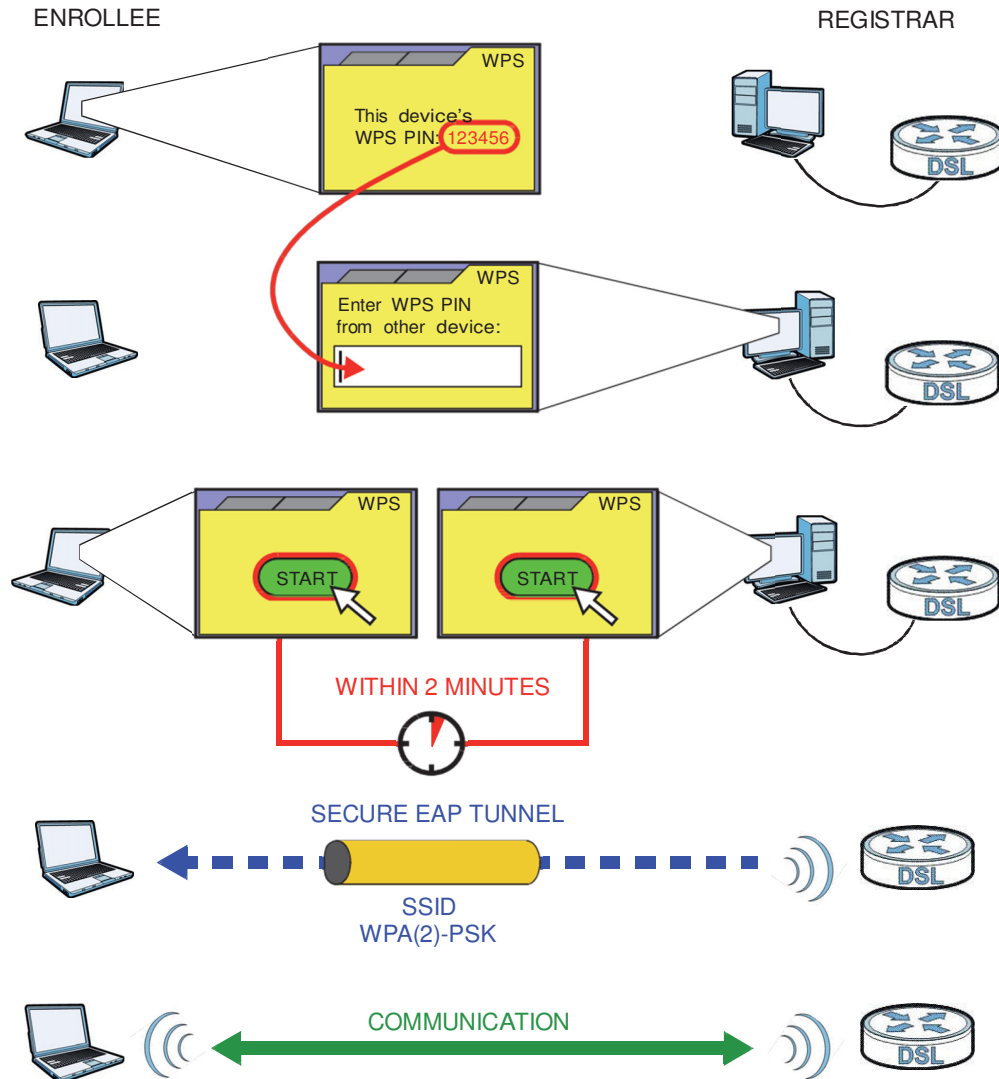 ENROLLEE
REGISTRAR
WPS
This device's
WPS PIN: 123456
DSL
WPS
Enter WPS PIN
from other device:
DSL
WPS
START
WPS
START
DSL
WITHIN 2 MINUTES
SECURE EAP TUNNEL
SSID
WPA(2)-PSK
DSL
COMMUNICATION
DSL